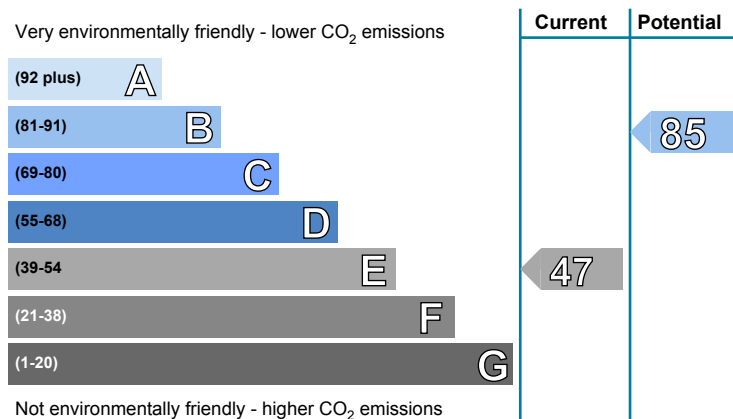 Current Potential
Very environmentally friendly - lower CO2 emissions
(92 plus) A
(81-91) B 85
(69-80) C
(55-68) D
(39-54 E 47
(21-38) F
(1-20) G
Not environmentally friendly - higher CO2 emissions